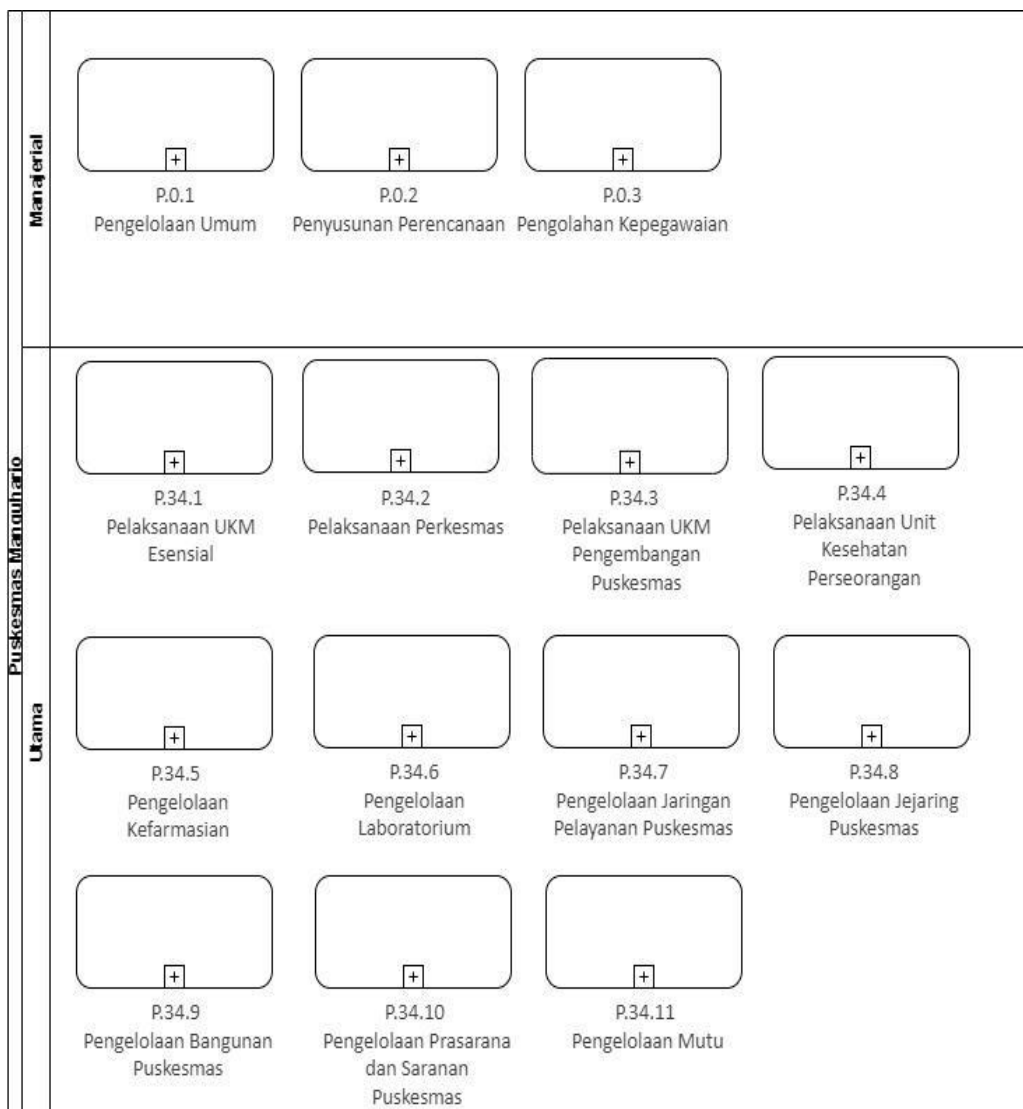 Puskesmas Manguharjo
Manajerial
P.0.1
Pengelolaan Umum
P.0.2
Penyusunan Perencanaan
P.0.3
Pengolahan Kepegawaian
Utama
P.34.1
Pelaksanaan UKM
Esensial
P.34.2
Pelaksanaan Perkesmas
P.34.3
Pelaksanaan UKM
Pengembangan
Puskesmas
P.34.4
Pelaksanaan Unit
Kesehatan
Perseorangan
P.34.5
Pengelolaan
Kefarmasian
P.34.6
Pengelolaan
Laboratorium
P.34.7
Pengelolaan Jaringan
Pelayanan Puskesmas
P.34.8
Pengelolaan Jejaring
Puskesmas
P.34.9
Pengelolaan Bangunan
Puskesmas
P.34.10
Pengelolaan Prasarana
dan Saranan
Puskesmas
P.34.11
Pengelolaan Mutu